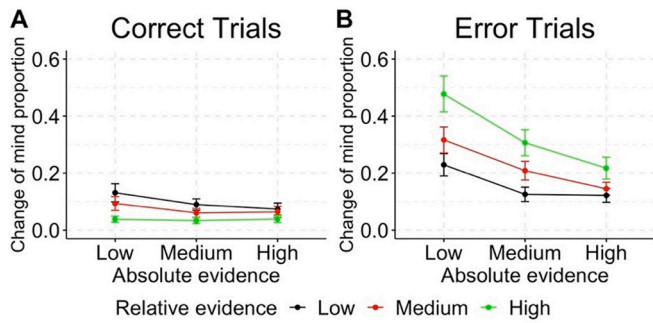 A Correct Trials
Change of mind proportion
0.6
0.4
0.2
0.0
Low Medium High
Absolute evidence
B Error Trials
Change of mind proportion
0.6
0.4
0.2
0.0
Low Medium High
Absolute evidence
Relative evidence Low Medium High